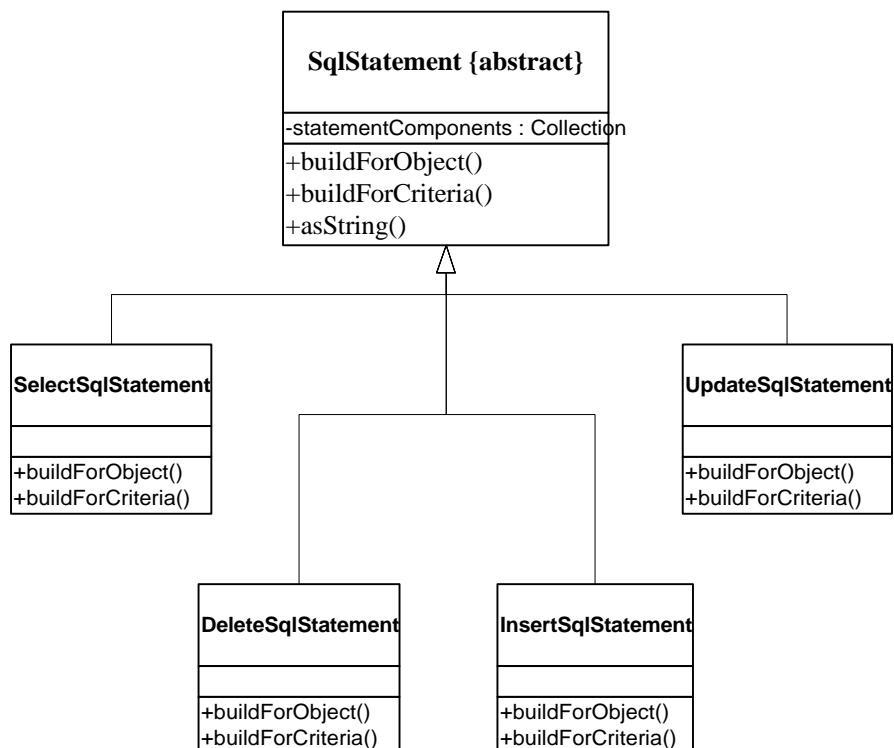 SqlStatement {abstract}
-statementComponents : Collection
+buildForObject()
+buildForCriteria()
+asString()
SelectSqlStatement
+buildForObject()
+buildForCriteria()
UpdateSqlStatement
+buildForObject()
+buildForCriteria()
DeleteSqlStatement
+buildForObject()
+buildForCriteria()
InsertSqlStatement
+buildForObject()
+buildForCriteria()